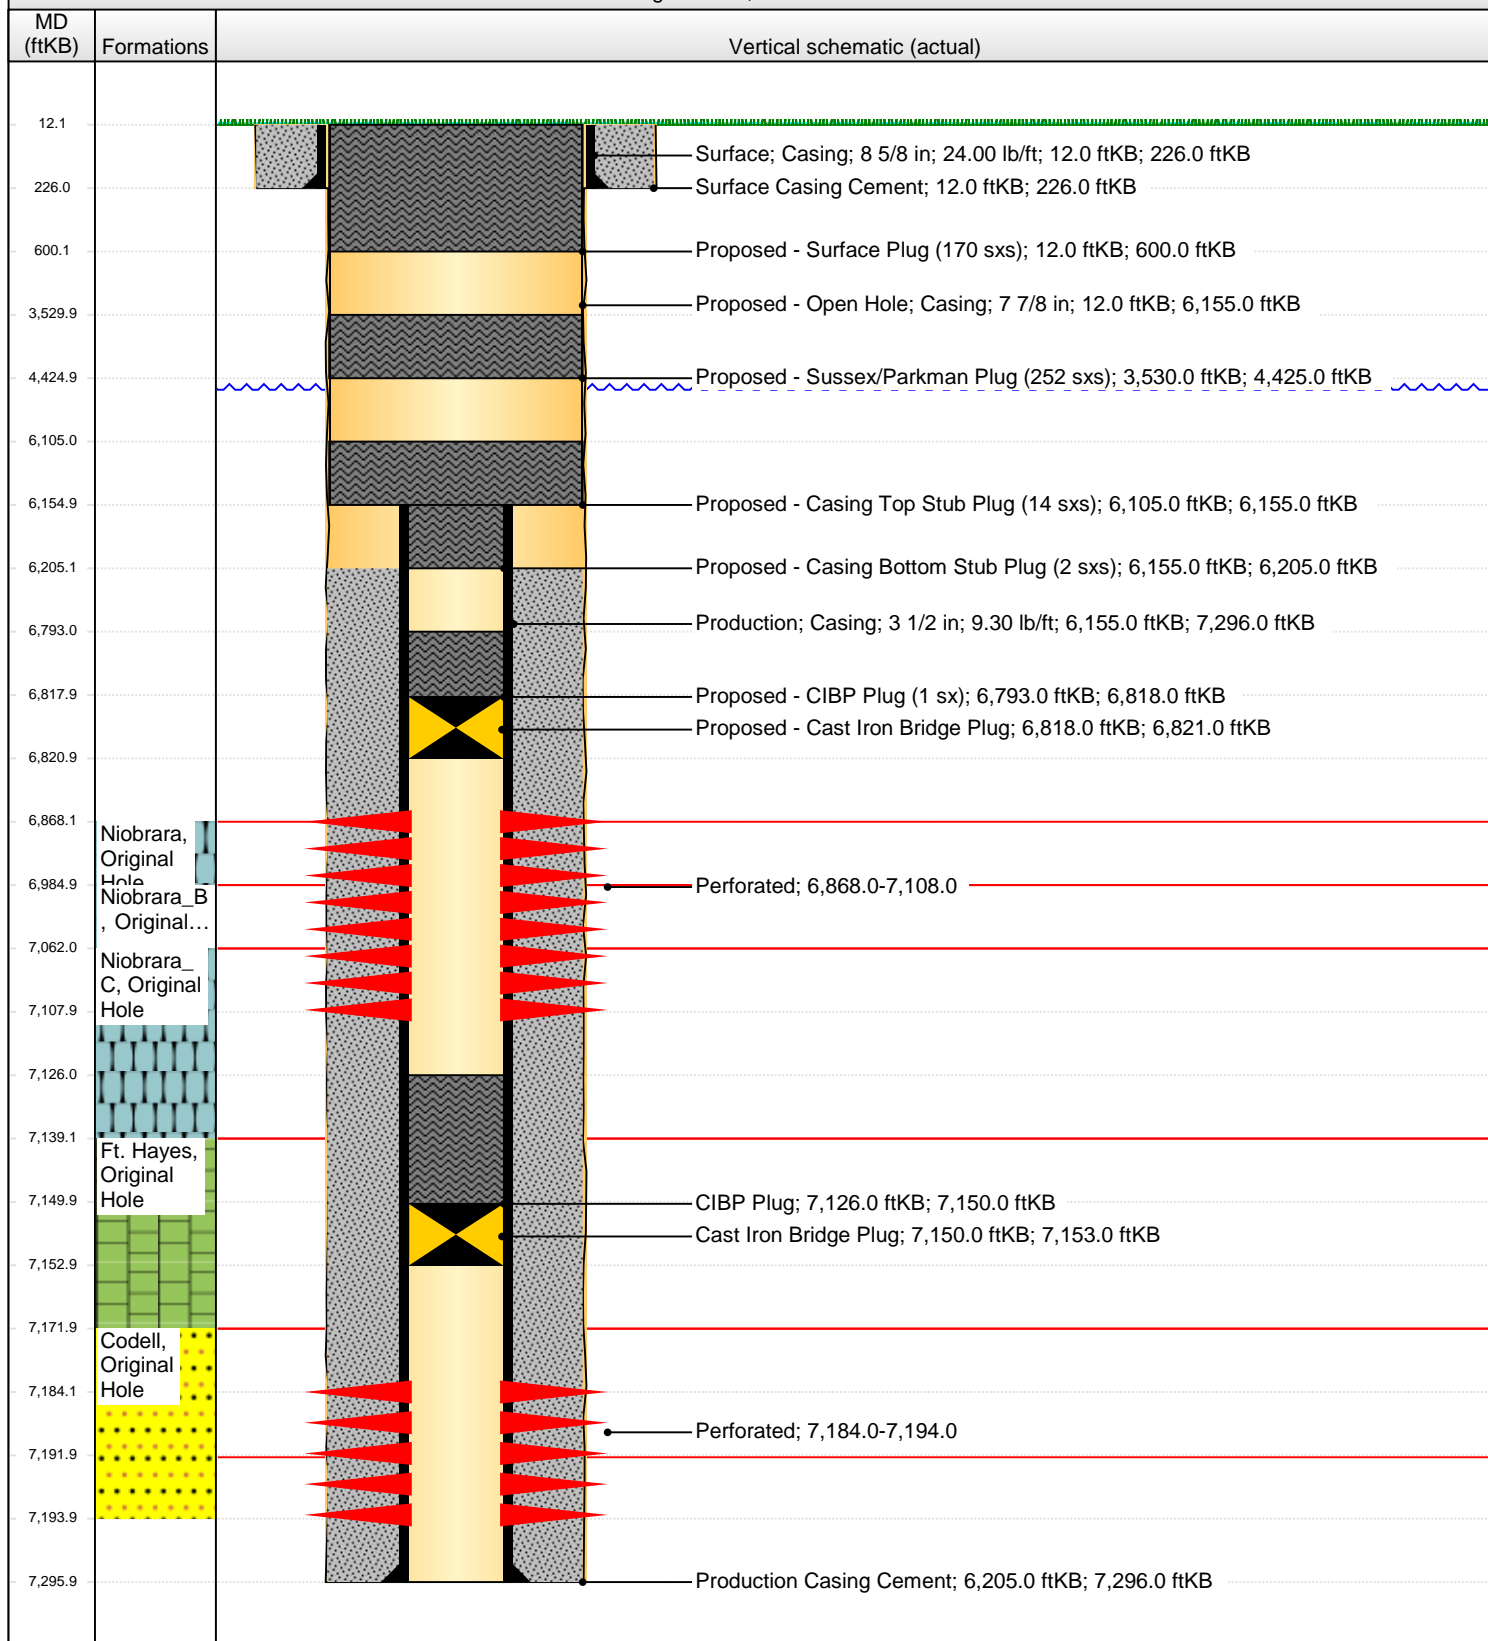 MD
(ftKB)
Formations
Vertical schematic (actual)
12.1
Surface; Casing; 8 5/8 in; 24.00 lb/ft; 12.0 ftKB; 226.0 ftKB
226.0
Surface Casing Cement; 12.0 ftKB; 226.0 ftKB
600.1
Proposed - Surface Plug (170 sxs); 12.0 ftKB; 600.0 ftKB
Proposed - Open Hole; Casing; 7 7/8 in; 12.0 ftKB; 6,155.0 ftKB
3,529.9
4,424.9
Proposed - Sussex/Parkman Plug (252 sxs); 3,530.0 ftKB; 4,425.0 ftKB
6,105.0
6,154.9
Proposed - Casing Top Stub Plug (14 sxs); 6,105.0 ftKB; 6,155.0 ftKB
6,205.1
Proposed - Casing Bottom Stub Plug (2 sxs); 6,155.0 ftKB; 6,205.0 ftKB
Production; Casing; 3 1/2 in; 9.30 lb/ft; 6,155.0 ftKB; 7,296.0 ftKB
6,793.0
6,817.9
Proposed - CIBP Plug (1 sx); 6,793.0 ftKB; 6,818.0 ftKB
Proposed - Cast Iron Bridge Plug; 6,818.0 ftKB; 6,821.0 ftKB
6,820.9
6,868.1
Niobrara,
Original
Hole
6,984.9
Perforated; 6,868.0-7,108.0
Niobrara_B
, Original...
7,062.0
Niobrara_
C, Original
Hole
7,107.9
7,126.0
7,139.1
Ft. Hayes,
Original
Hole
7,149.9
CIBP Plug; 7,126.0 ftKB; 7,150.0 ftKB
Cast Iron Bridge Plug; 7,150.0 ftKB; 7,153.0 ftKB
7,152.9
7,171.9
Codell,
Original
Hole
7,184.1
Perforated; 7,184.0-7,194.0
7,191.9
7,193.9
7,295.9
Production Casing Cement; 6,205.0 ftKB; 7,296.0 ftKB